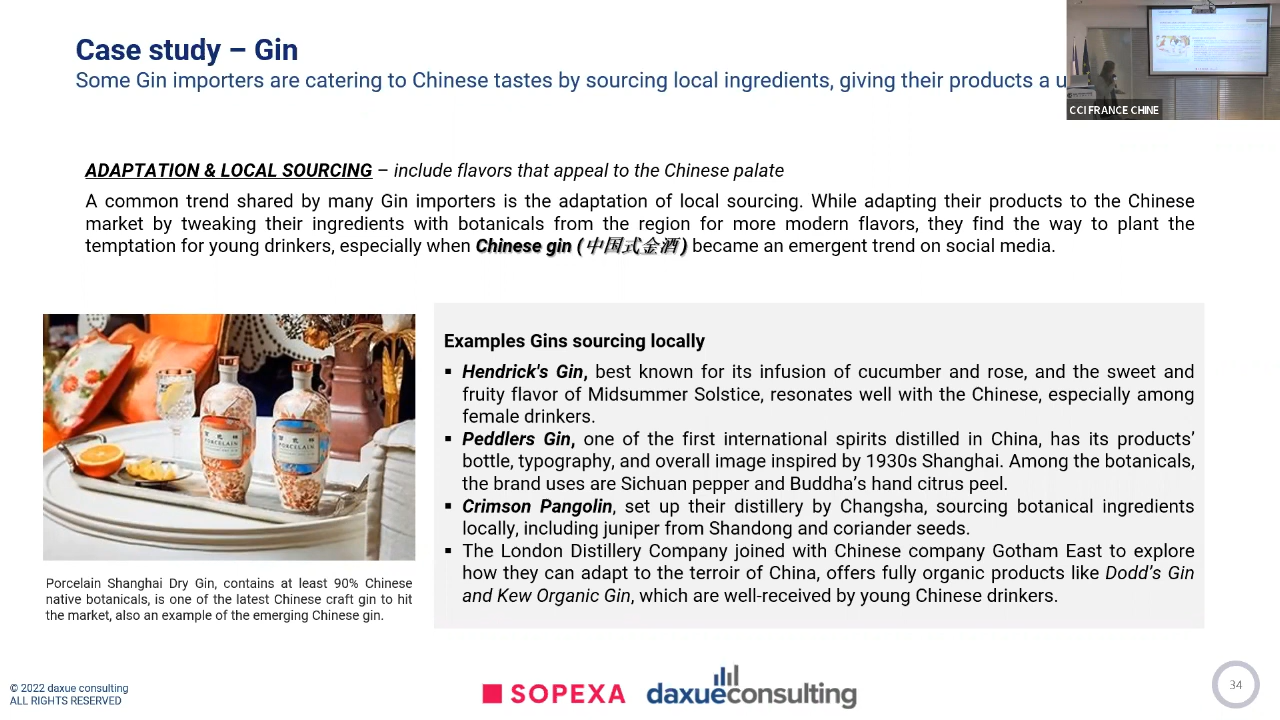 Case study – Gin
Some Gin importers are catering to Chinese tastes by sourcing local ingredients, giving their products a u
CCI FRANCE CHINE
ADAPTATION & LOCAL SOURCING – include flavors that appeal to the Chinese palate
A common trend shared by many Gin importers is the adaptation of local sourcing. While adapting their products to the Chinese
market by tweaking their ingredients with botanicals from the region for more modern flavors, they find the way to plant the
temptation for young drinkers, especially when Chinese gin (中国式金酒) became an emergent trend on social media.
PORCELAIN
PORCELAIN
Porcelain Shanghai Dry Gin, contains at least 90% Chinese
native botanicals, is one of the latest Chinese craft gin to hit
the market, also an example of the emerging Chinese gin.
Examples Gins sourcing locally
▪ Hendrick's Gin, best known for its infusion of cucumber and rose, and the sweet and
fruity flavor of Midsummer Solstice, resonates well with the Chinese, especially among
female drinkers.
▪ Peddlers Gin, one of the first international spirits distilled in China, has its products’
bottle, typography, and overall image inspired by 1930s Shanghai. Among the botanicals,
the brand uses are Sichuan pepper and Buddha’s hand citrus peel.
▪ Crimson Pangolin, set up their distillery by Changsha, sourcing botanical ingredients
locally, including juniper from Shandong and coriander seeds.
▪ The London Distillery Company joined with Chinese company Gotham East to explore
how they can adapt to the terroir of China, offers fully organic products like Dodd’s Gin
and Kew Organic Gin, which are well-received by young Chinese drinkers.
© 2022 daxue consulting
ALL RIGHTS RESERVED
SOPEXA
daxueconsulting
34